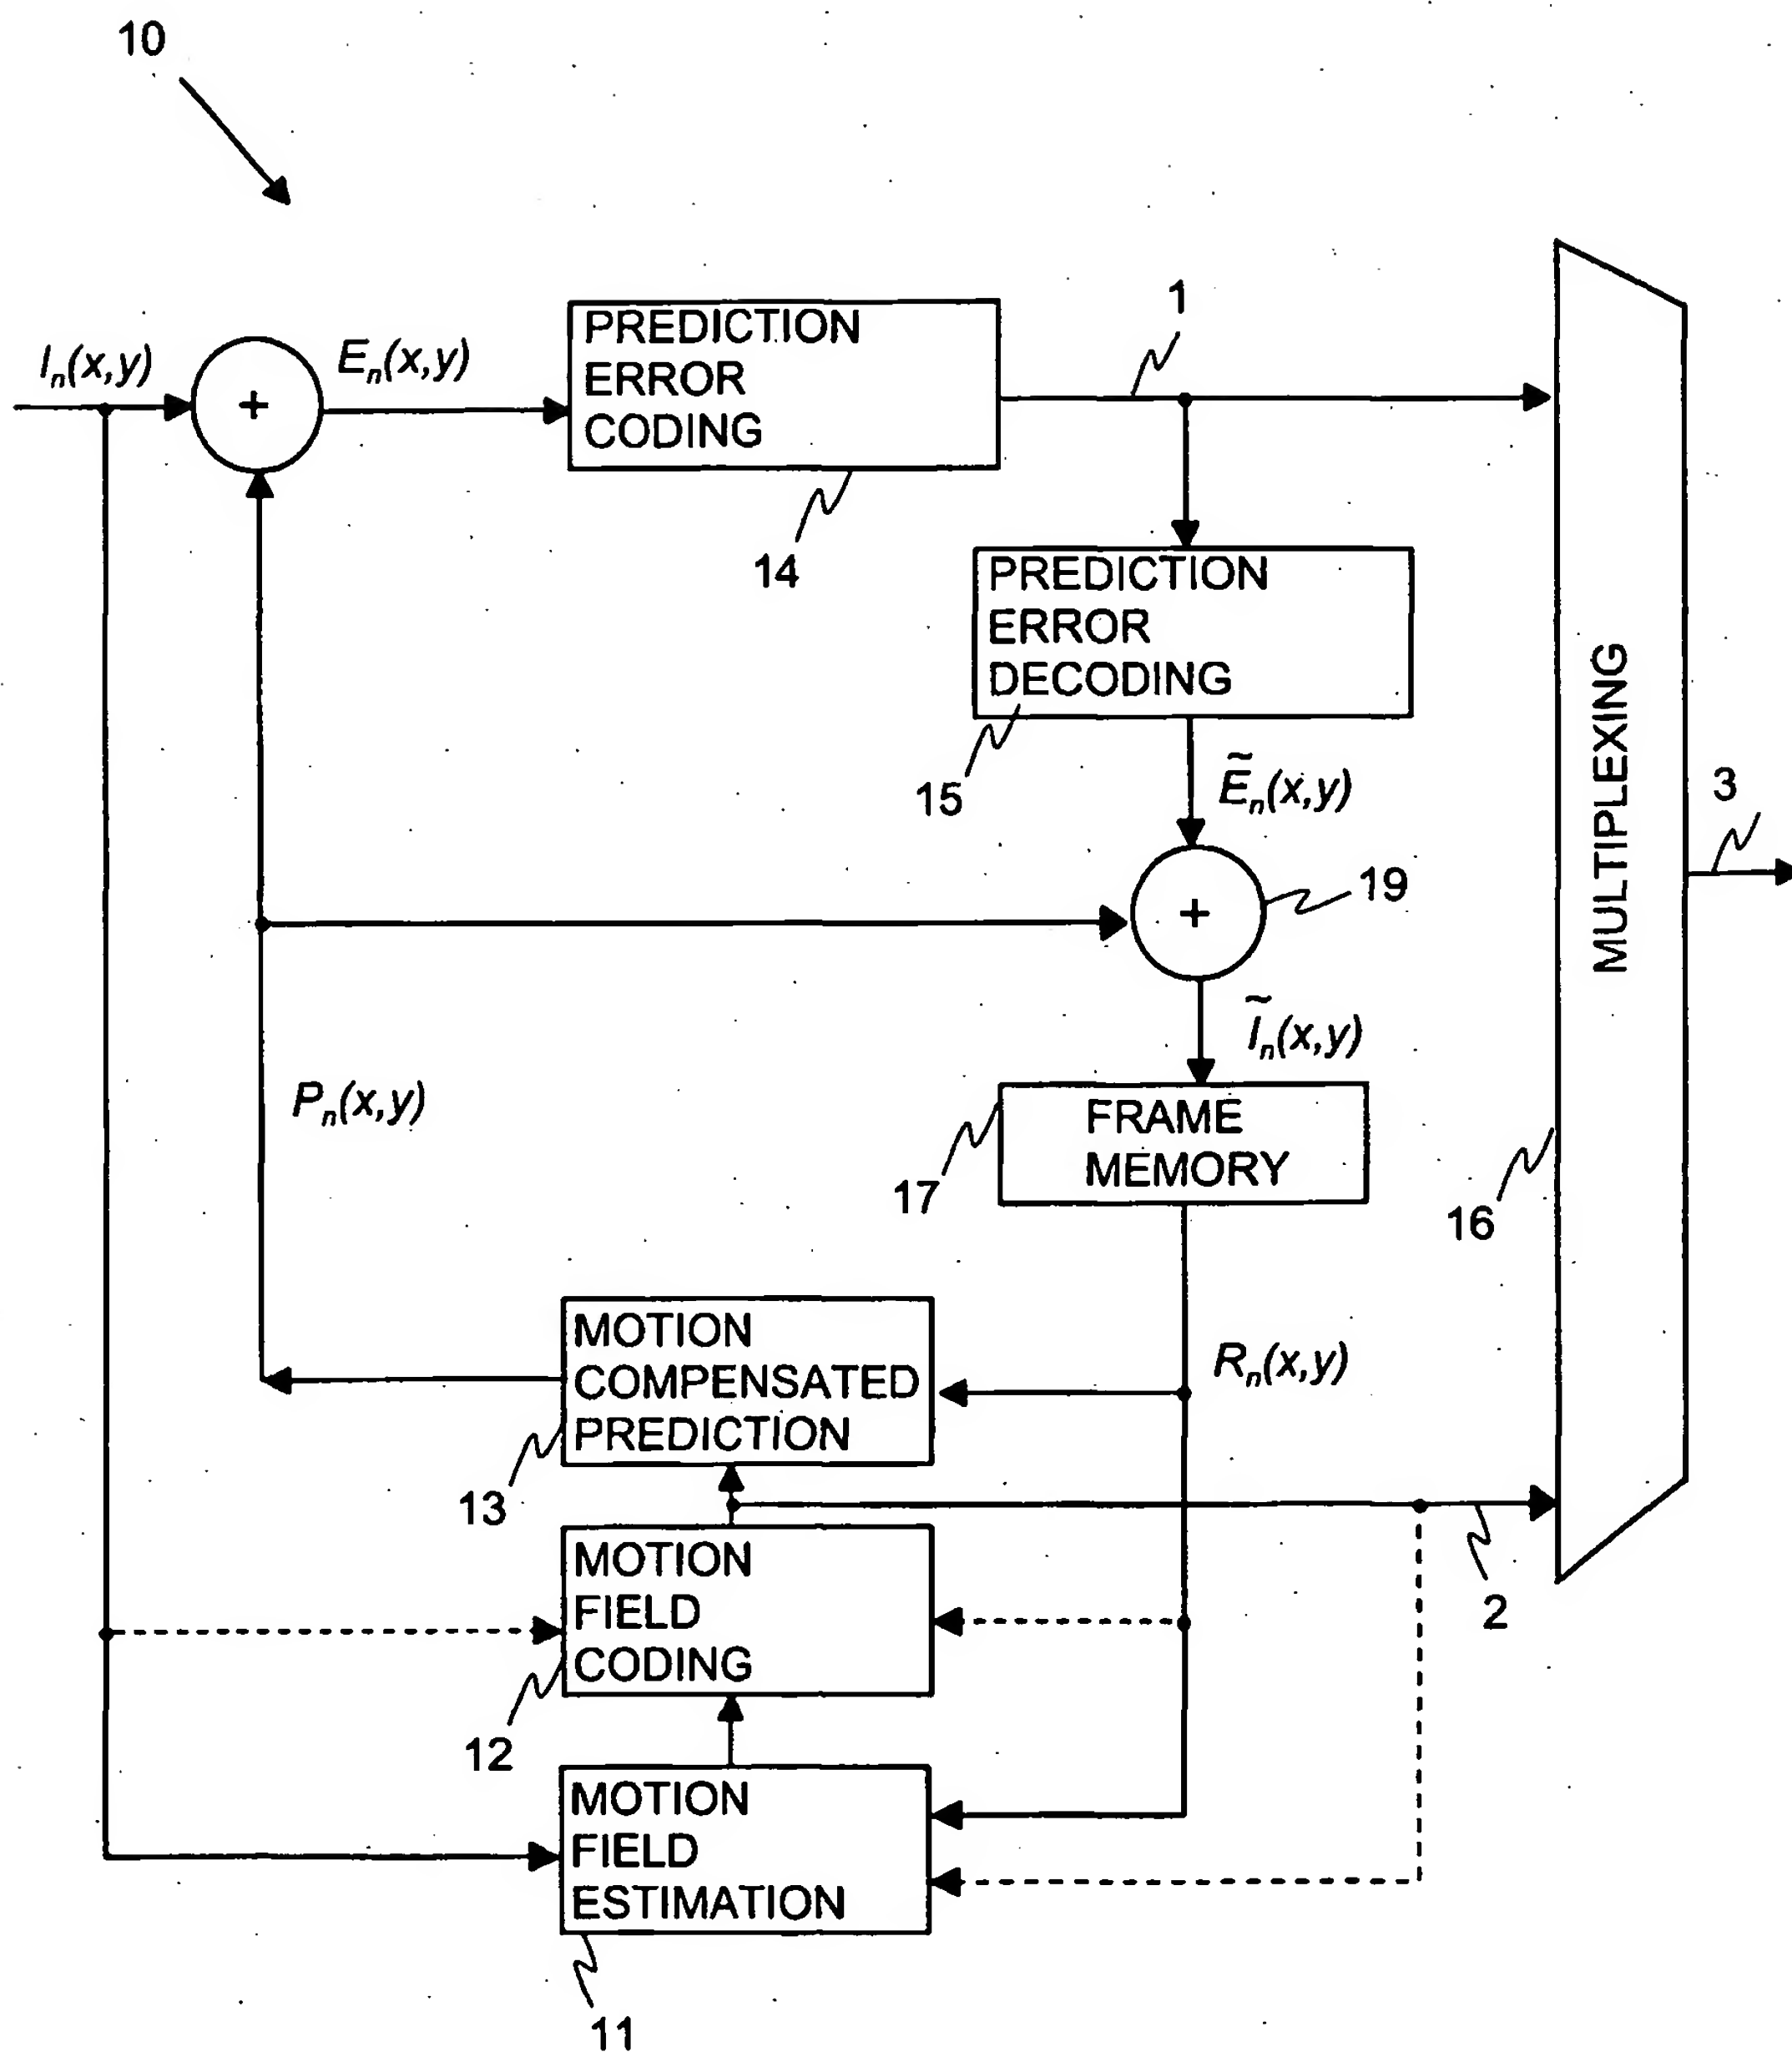 10
1
Iₙ(x,y)
+
Eₙ(x,y)
PREDICTION
ERROR
CODING
14
PREDICTION
ERROR
DECODING
15
Ẽₙ(x,y)
MULTIPLEXING
3
+
19
Ĩₙ(x,y)
Pₙ(x,y)
FRAME
MEMORY
17
16
MOTION
COMPENSATED
PREDICTION
13
Rₙ(x,y)
MOTION
FIELD
CODING
12
2
MOTION
FIELD
ESTIMATION
11